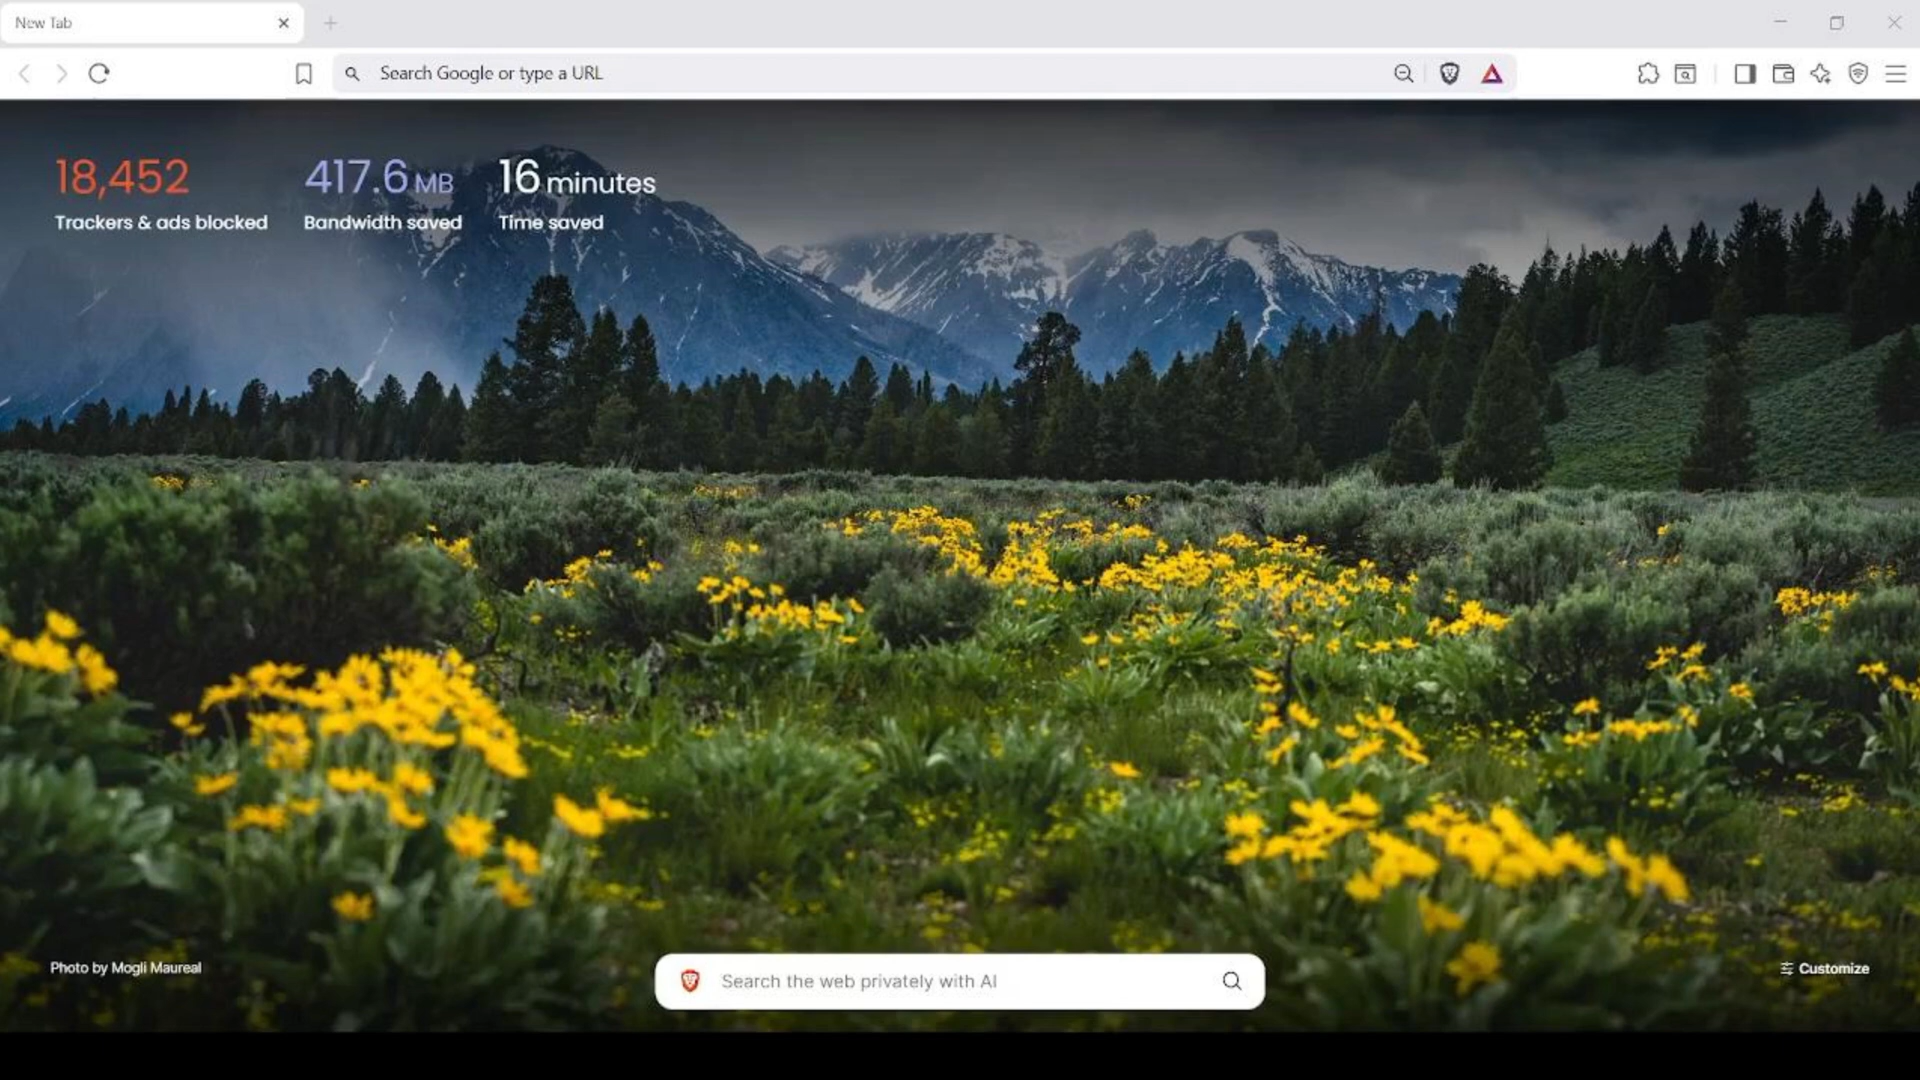 New Tab
Search Google or type a URL
18,452
Trackers & ads blocked
417.6 MB
Bandwidth saved
16 minutes
Time saved
Photo by Mogli Maureal
Search the web privately with AI
Customize